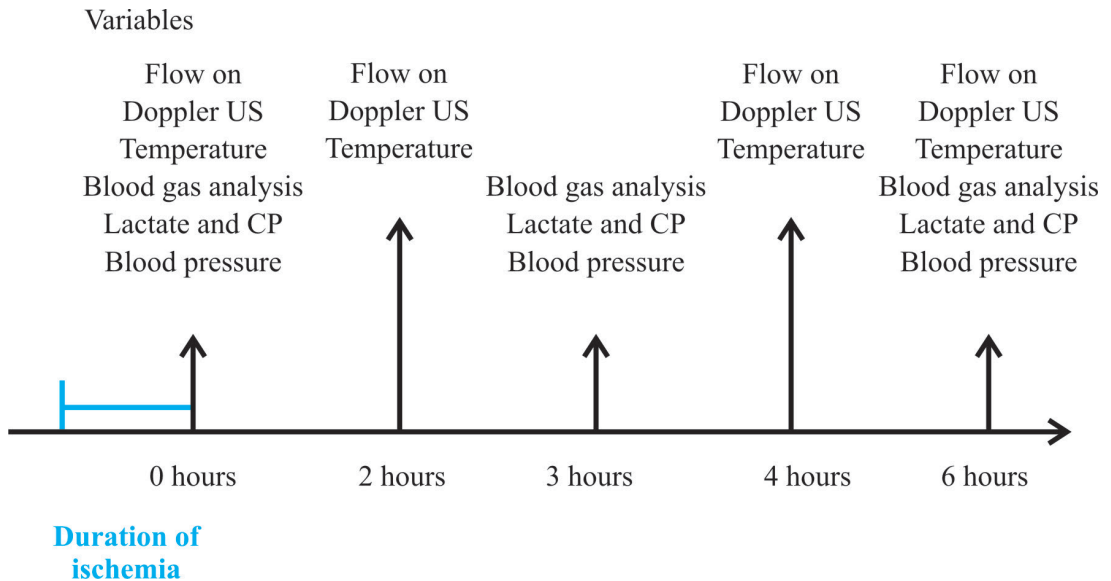 Variables
Flow on
Doppler US
Temperature
Blood gas analysis
Lactate and CP
Blood pressure
Flow on
Doppler US
Temperature
Blood gas analysis
Lactate and CP
Blood pressure
Flow on
Doppler US
Temperature
Flow on
Doppler US
Temperature
Blood gas analysis
Lactate and CP
Blood pressure
0 hours
2 hours
3 hours
4 hours
6 hours
Duration of
ischemia